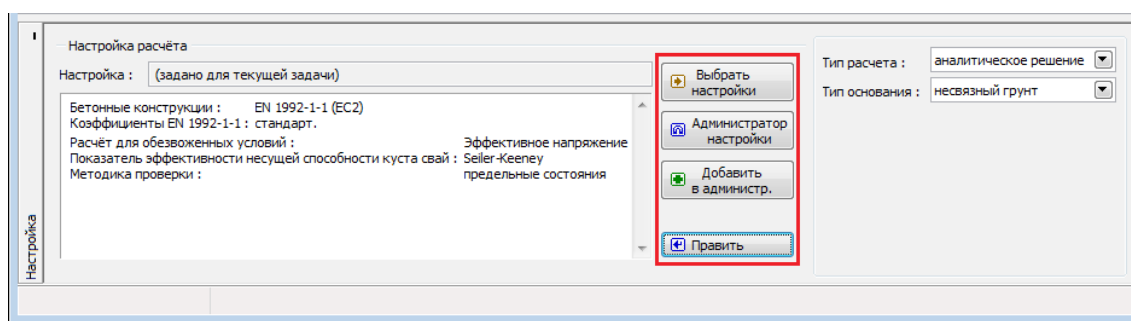 Настройка расчёта
Настройка : (задано для текущей задачи)
Бетонные конструкции : EN 1992-1-1 (EC2)
Коэффициенты EN 1992-1-1 : стандарт.
Расчёт для обезвоженных условий : Эффективное напряжение
Показатель эффективности несущей способности куста свай : Seiler-Keeney
Методика проверки : предельные состояния
Выбрать
настройки
Администратор
настройки
Добавить
в администр.
Править
Тип расчета : аналитическое решение
Тип основания : несвязный грунт
Настройка